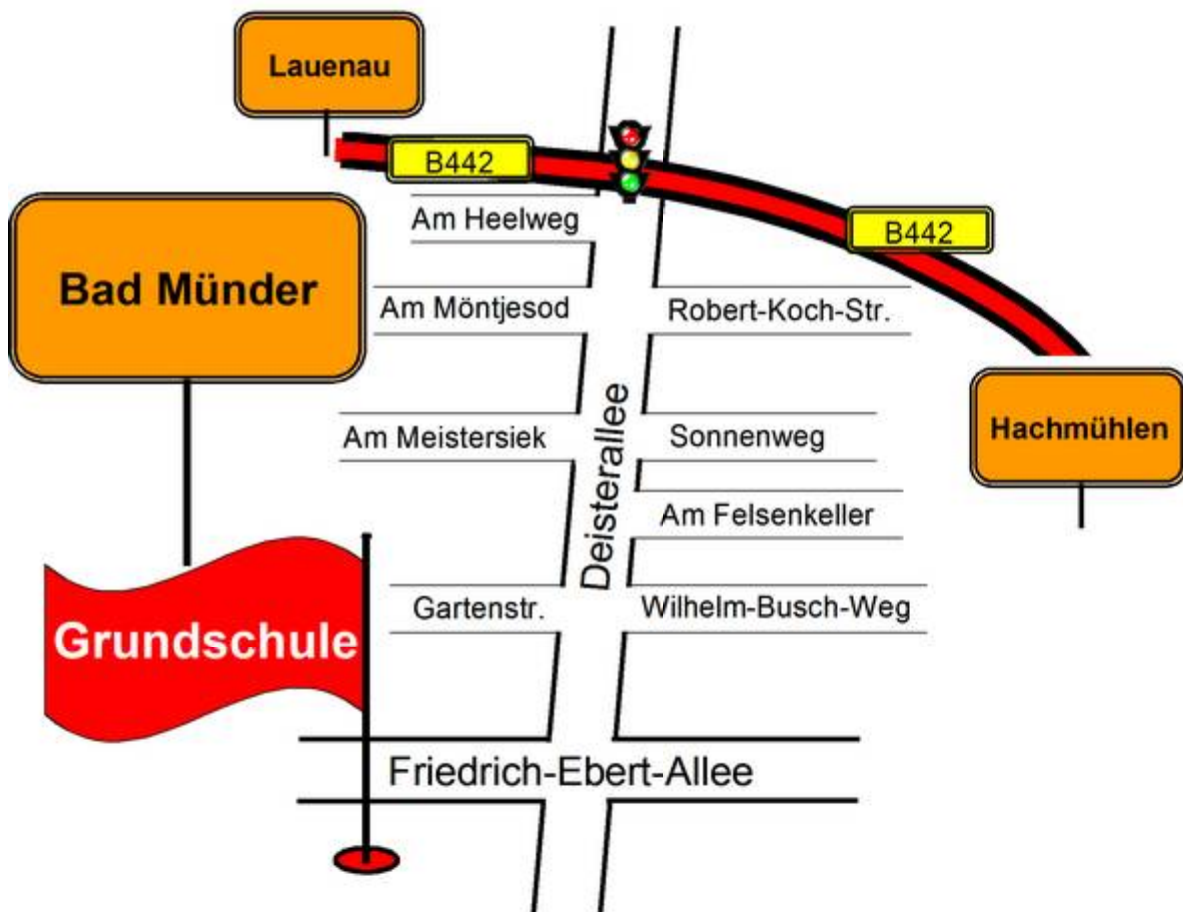 Lauenau
B442
Am Heelweg
B442
Bad Münder
Am Möntjesod
Robert-Koch-Str.
Deisterallee
Am Meistersiek
Sonnenweg
Hachmühlen
Am Felsenkeller
Gartenstr.
Wilhelm-Busch-Weg
Grundschule
Friedrich-Ebert-Allee